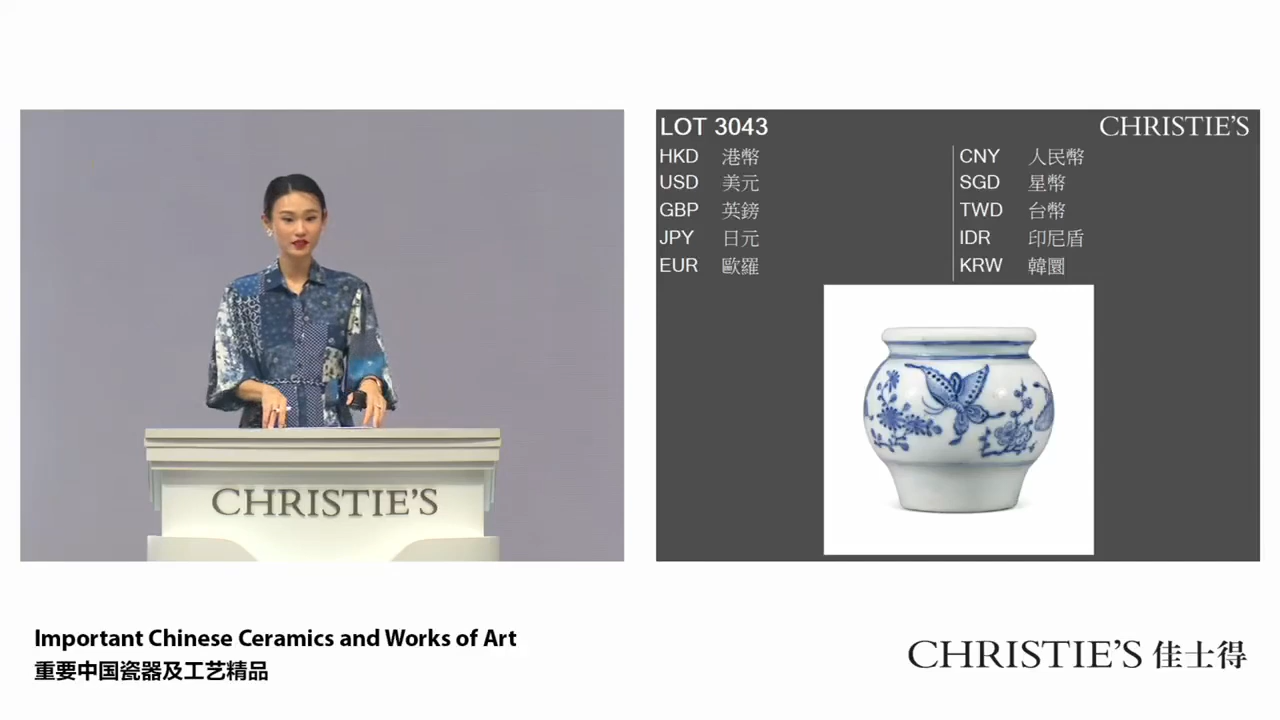 LOT 3043
CHRISTIE'S
HKD 港幣
USD 美元
GBP 英鎊
JPY 日元
EUR 歐羅
CNY 人民幣
SGD 星幣
TWD 台幣
IDR 印尼盾
KRW 韓圜
CHRISTIE'S
Important Chinese Ceramics and Works of Art
重要中国瓷器及工艺精品
CHRISTIE'S 佳士得